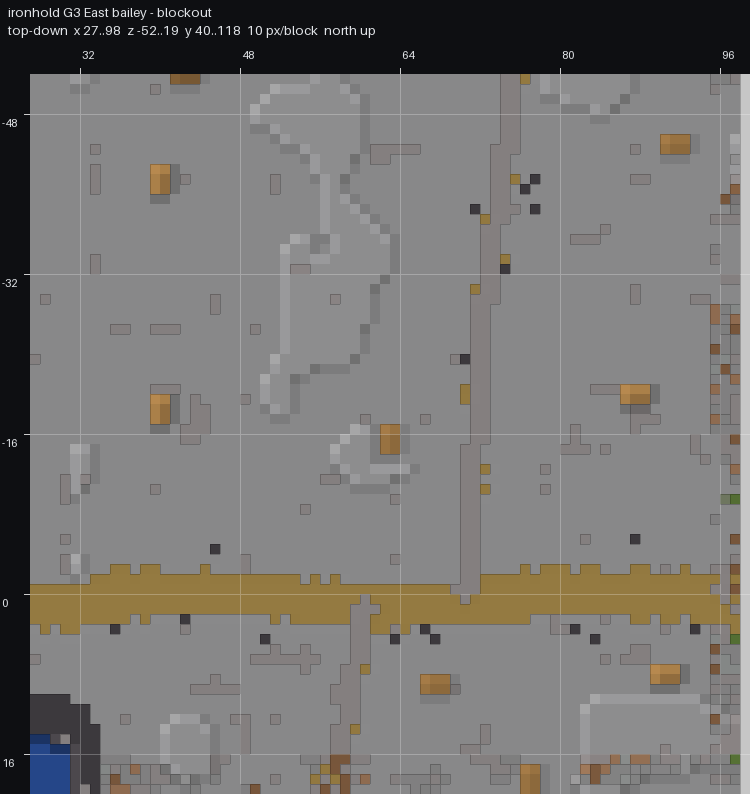 ironhold G3 East bailey - blockout
top-down  x 27..98  z -52..19  y 40..118  10 px/block  north up
32 48 64 80 96
-48
-32
-16
0
16